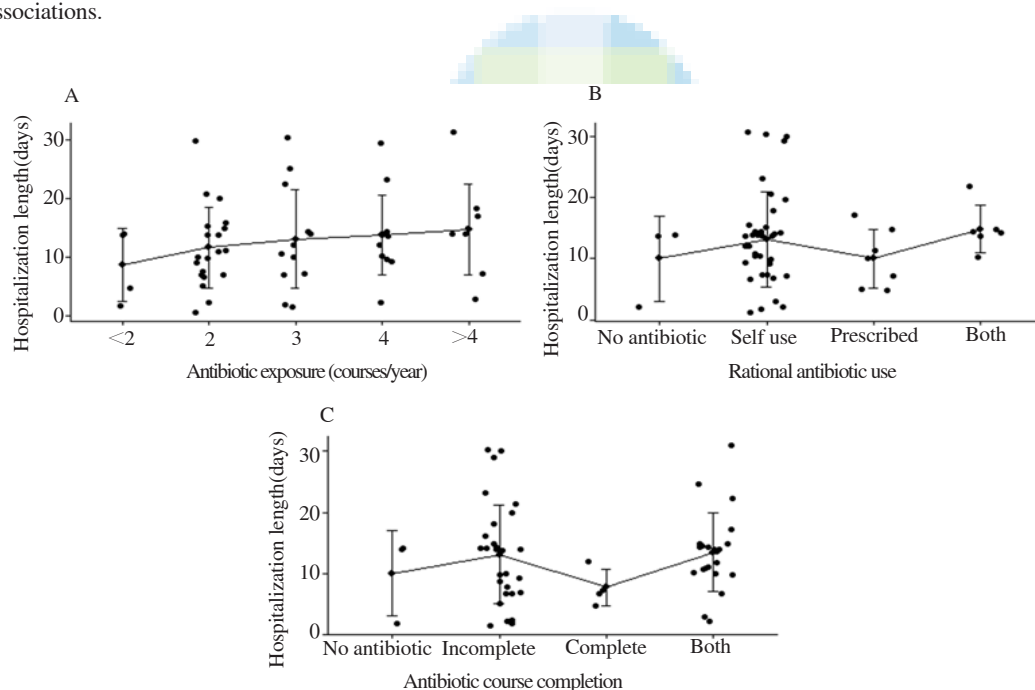 ssociations.
A
Hospitalization length(days)
30
20
10
0
<2
2
3
4
>4
Antibiotic exposure (courses/year)
B
Hospitalization length(days)
30
20
10
0
No antibiotic
Self use
Prescribed
Both
Rational antibiotic use
C
Hospitalization length(days)
30
20
10
0
No antibiotic
Incomplete
Complete
Both
Antibiotic course completion